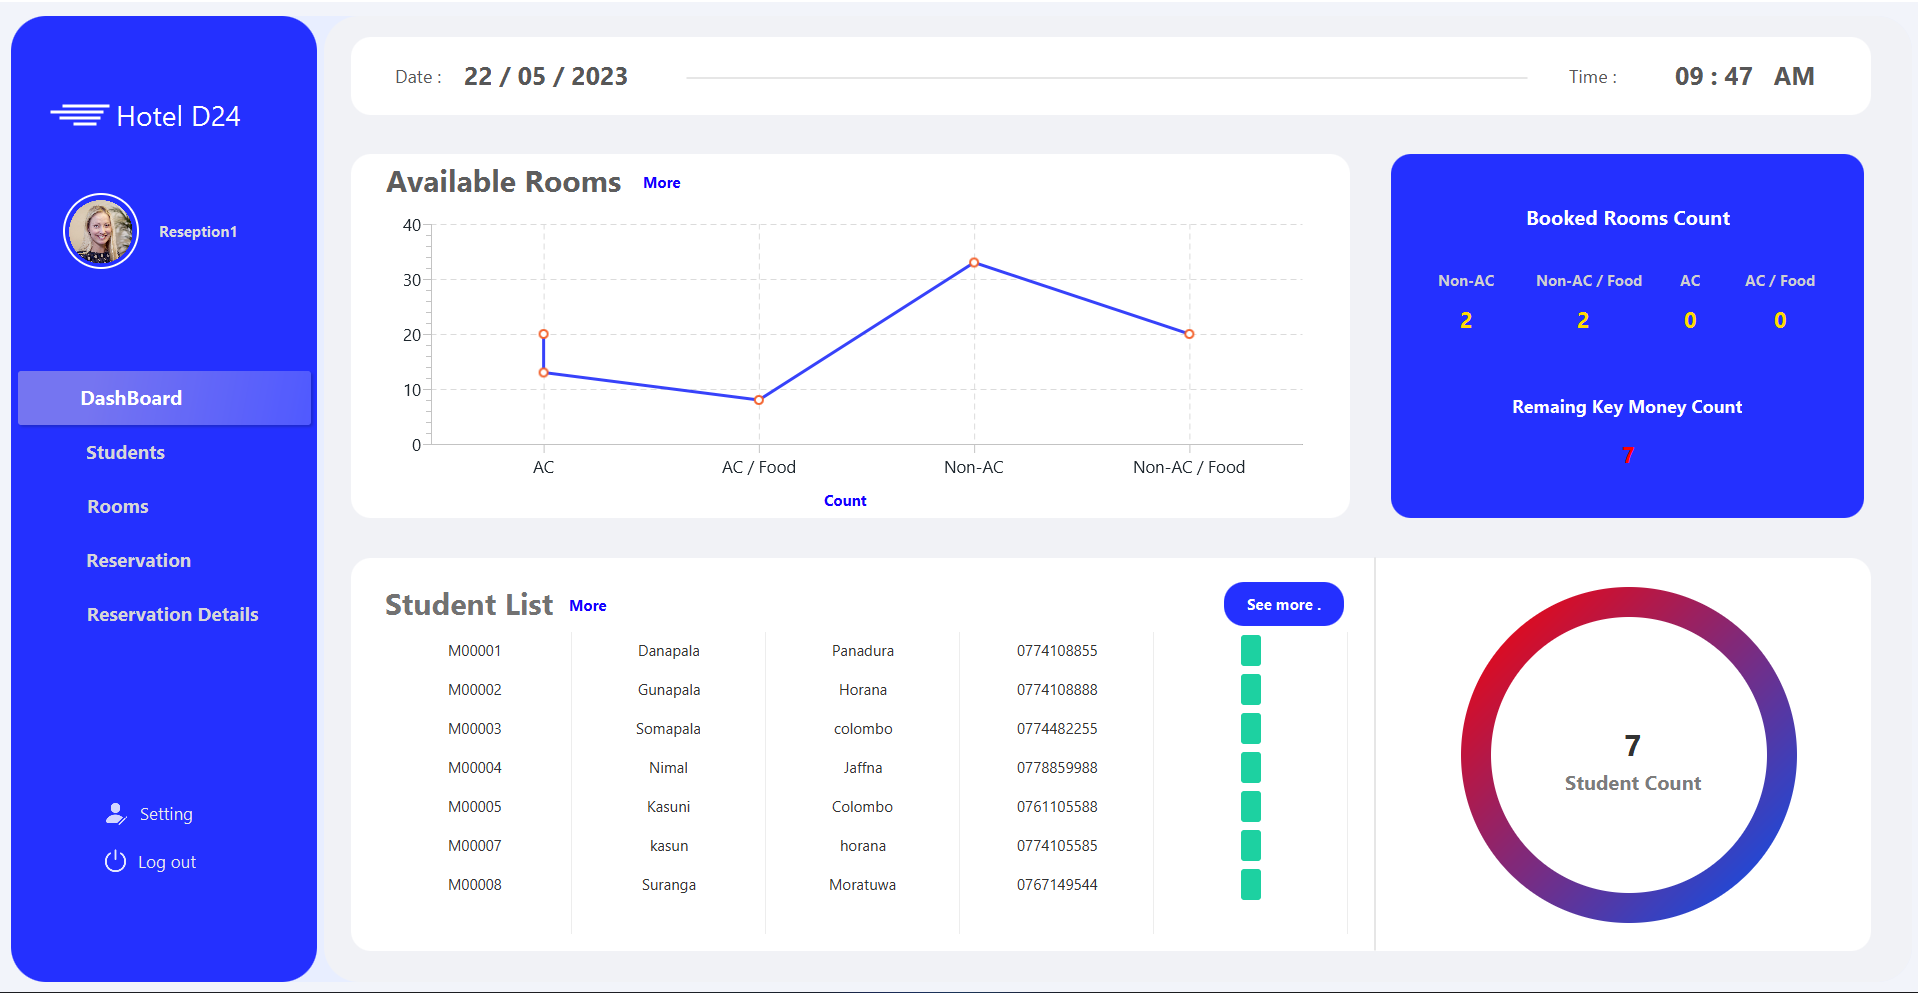 Hotel D24
Reseption1
DashBoard
Students
Rooms
Reservation
Reservation Details
Setting
Log out
Date : 22 / 05 / 2023 Time : 09 : 47 AM
Available Rooms More
40
30
20
10
0
AC AC / Food Non-AC Non-AC / Food
Count
Booked Rooms Count
Non-AC Non-AC / Food AC AC / Food
2 2 0 0
Remaing Key Money Count
7
Student List More See more .
M00001 Danapala Panadura 0774108855
M00002 Gunapala Horana 0774108888
M00003 Somapala colombo 0774482255
M00004 Nimal Jaffna 0778859988
M00005 Kasuni Colombo 0761105588
M00007 kasun horana 0774105585
M00008 Suranga Moratuwa 0767149544
7
Student Count